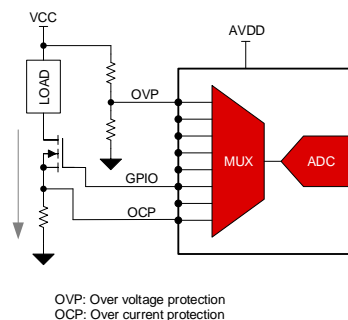 VCC
AVDD
LOAD
OVP
MUX
ADC
GPIO
OCP
OVP: Over voltage protection
OCP: Over current protection